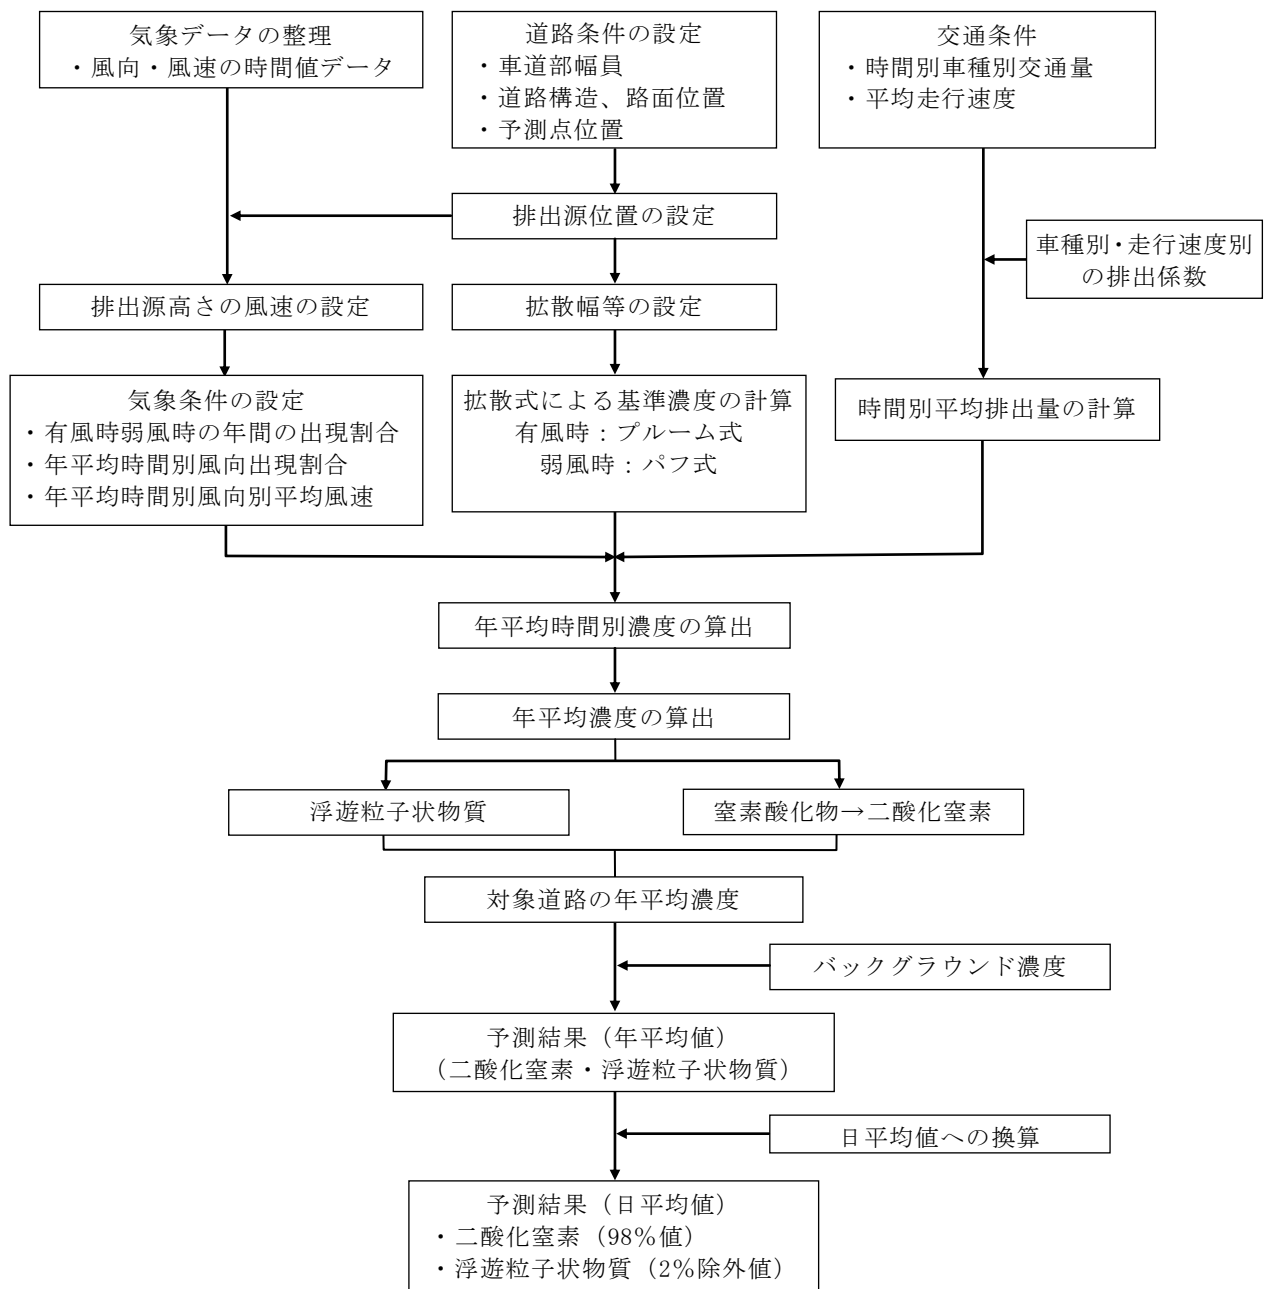 気象データの整理
・風向・風速の時間値データ
道路条件の設定
・車道部幅員
・道路構造、路面位置
・予測点位置
交通条件
・時間別車種別交通量
・平均走行速度
排出源位置の設定
車種別・走行速度別
の排出係数
排出源高さの風速の設定
拡散幅等の設定
気象条件の設定
・有風時弱風時の年間の出現割合
・年平均時間別風向出現割合
・年平均時間別風向別平均風速
拡散式による基準濃度の計算
有風時：プルーム式
弱風時：パフ式
時間別平均排出量の計算
年平均時間別濃度の算出
年平均濃度の算出
浮遊粒子状物質
窒素酸化物→二酸化窒素
対象道路の年平均濃度
バックグラウンド濃度
予測結果（年平均値）
（二酸化窒素・浮遊粒子状物質）
日平均値への換算
予測結果（日平均値）
・二酸化窒素（98％値）
・浮遊粒子状物質（2％除外値）